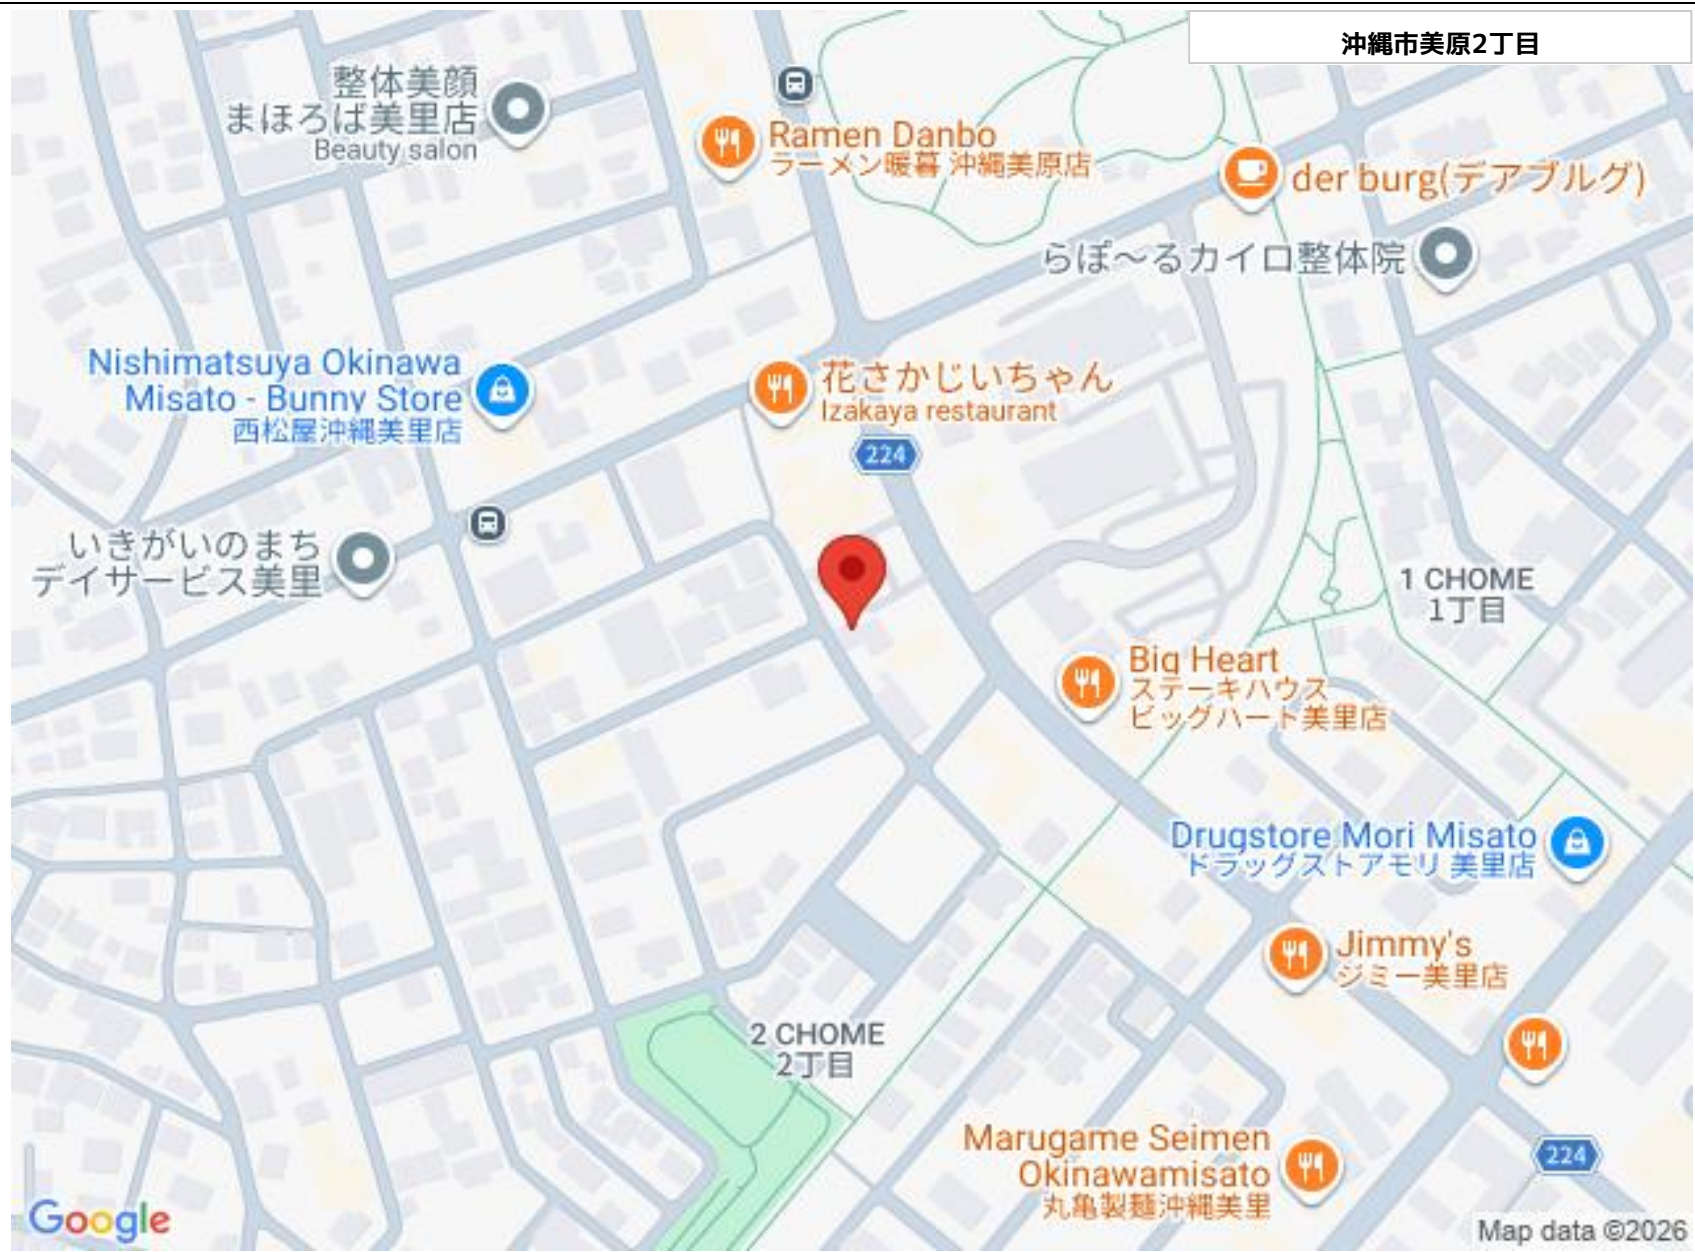 沖縄市美原2丁目
整体美顔
まほろば美里店
Beauty salon
Ramen Danbo
ラーメン暖暮 沖縄美原店
der burg(デアブルグ)
らぽ～るカイロ整体院
Nishimatsuya Okinawa
Misato - Bunny Store
西松屋沖縄美里店
花さかじいちゃん
Izakaya restaurant
224
いきがいのまち
デイサービス美里
1 CHOME
1丁目
Big Heart
ステーキハウス
ビッグハート美里店
Drugstore Mori Misato
ドラッグストアモリ 美里店
Jimmy's
ジミー美里店
2 CHOME
2丁目
Marugame Seimen
Okinawamisato
丸亀製麺沖縄美里
224
Google
Map data ©2026